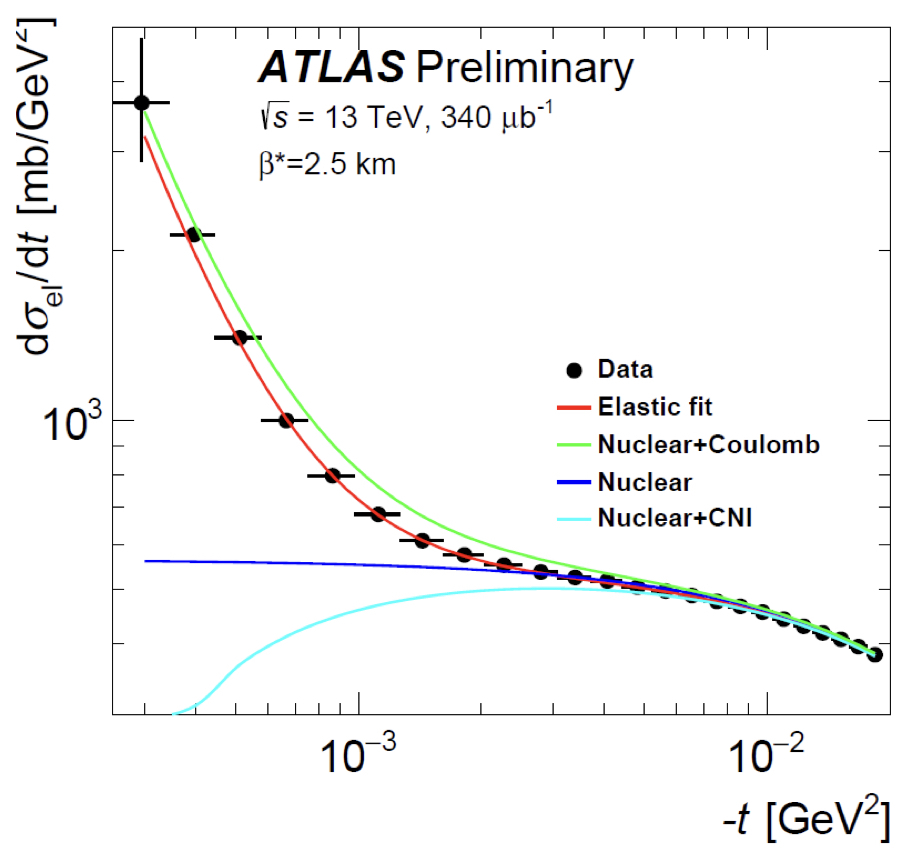 dσel/dt [mb/GeV²]
ATLAS Preliminary
√s = 13 TeV, 340 μb⁻¹
β*=2.5 km
Data
Elastic fit
Nuclear+Coulomb
Nuclear
Nuclear+CNI
10³
10⁻³
10⁻²
-t [GeV²]